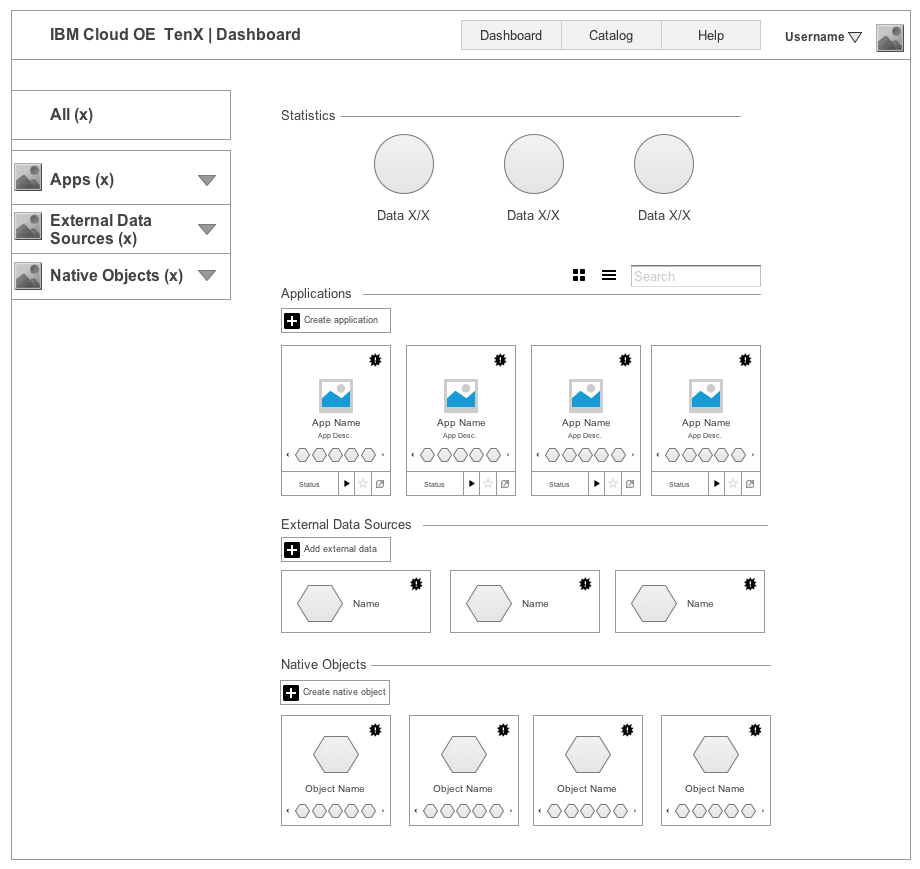 IBM Cloud OE  TenX | Dashboard
Dashboard
Catalog
Help
Username
All (x)
Apps (x)
External Data
Sources (x)
Native Objects (x)
Statistics
Data X/X
Data X/X
Data X/X
Search
Applications
Create application
App Name
App Desc.
Status
App Name
App Desc.
Status
App Name
App Desc.
Status
App Name
App Desc.
Status
External Data Sources
Add external data
Name
Name
Name
Native Objects
Create native object
Object Name
Object Name
Object Name
Object Name